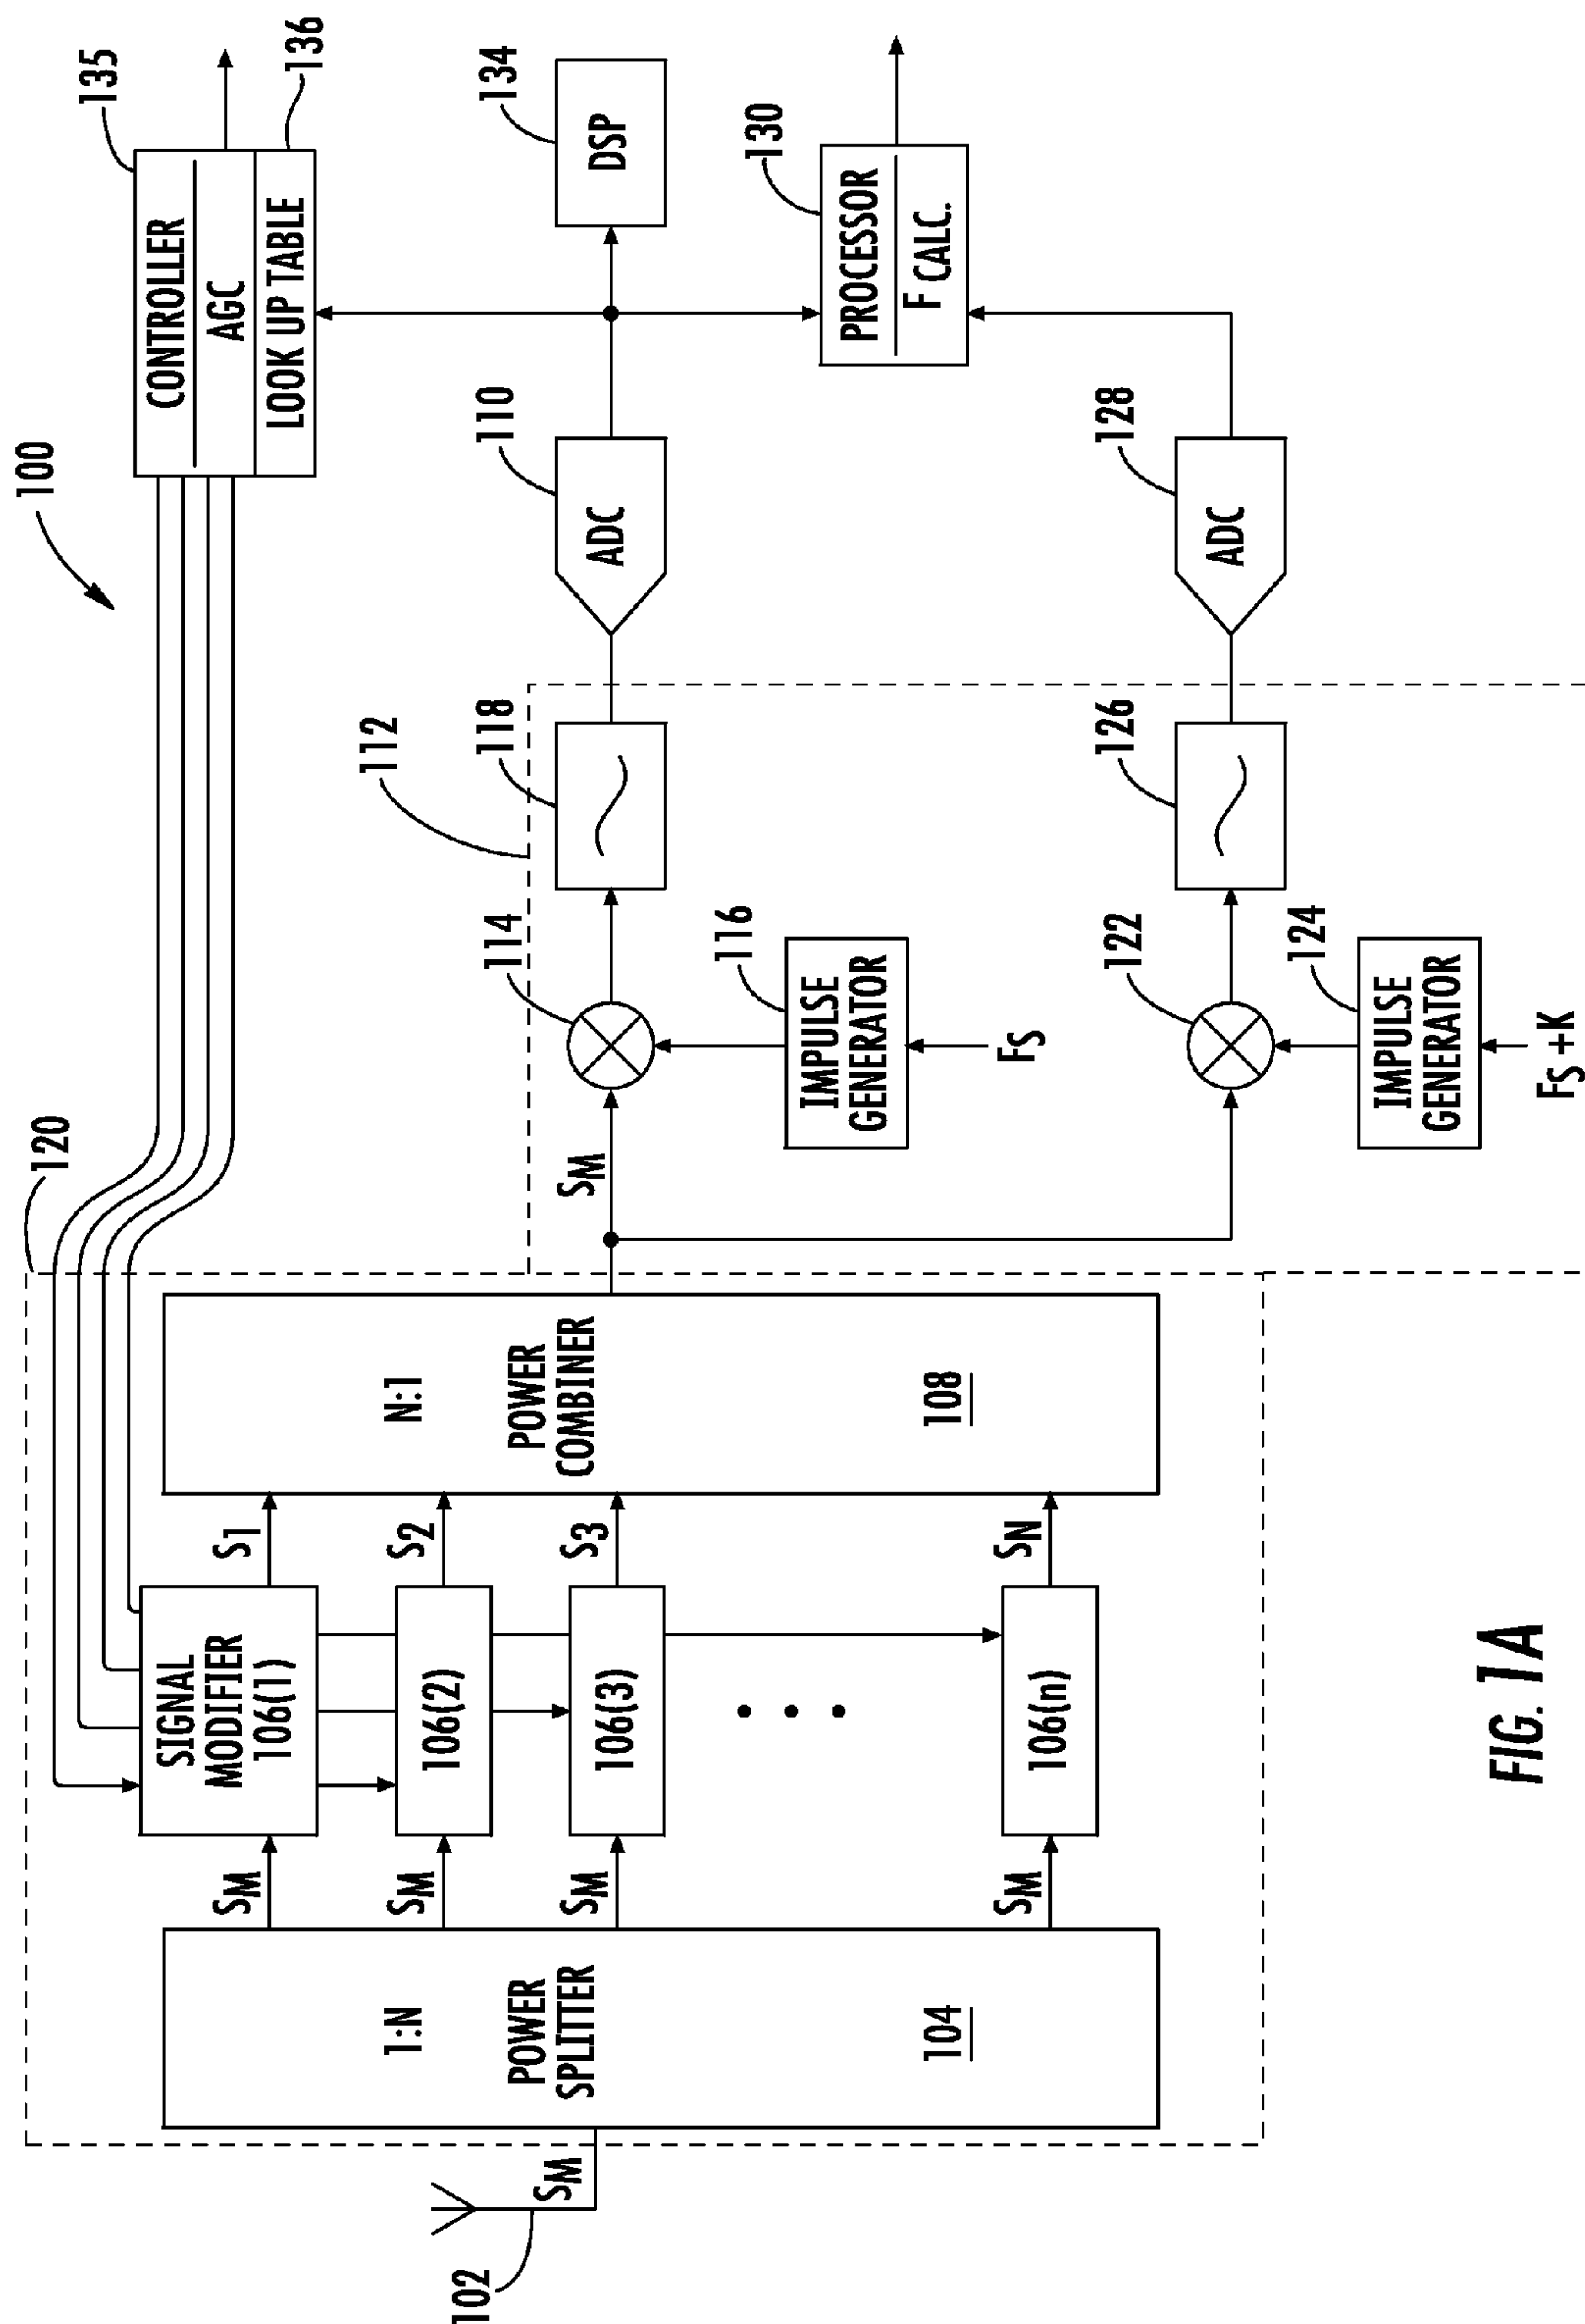 100
120
135
CONTROLLER
AGC
LOOK UP TABLE
136
SIGNAL
MODIFIER
106(1)
106(2)
106(3)
106(n)
102
SM
1:N
POWER
SPLITTER
104
SM
SM
SM
SM
S1
S2
S3
SN
N:1
POWER
COMBINER
108
112
SM
114
116
IMPULSE
GENERATOR
FS
118
110
ADC
134
DSP
130
PROCESSOR
F CALC.
122
124
IMPULSE
GENERATOR
FS +K
126
128
ADC
FIG. 1A